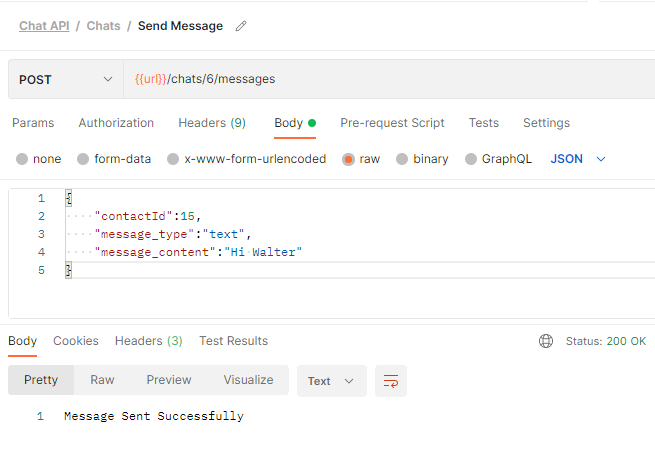 Chat API / Chats / Send Message
POST {{url}}/chats/6/messages
Params Authorization Headers (9) Body Pre-request Script Tests Settings
none form-data x-www-form-urlencoded raw binary GraphQL JSON
1 {
2 "contactId":15,
3 "message_type":"text",
4 "message_content":"Hi Walter"
5 }
Body Cookies Headers (3) Test Results Status: 200 OK
Pretty Raw Preview Visualize Text
1 Message Sent Successfully